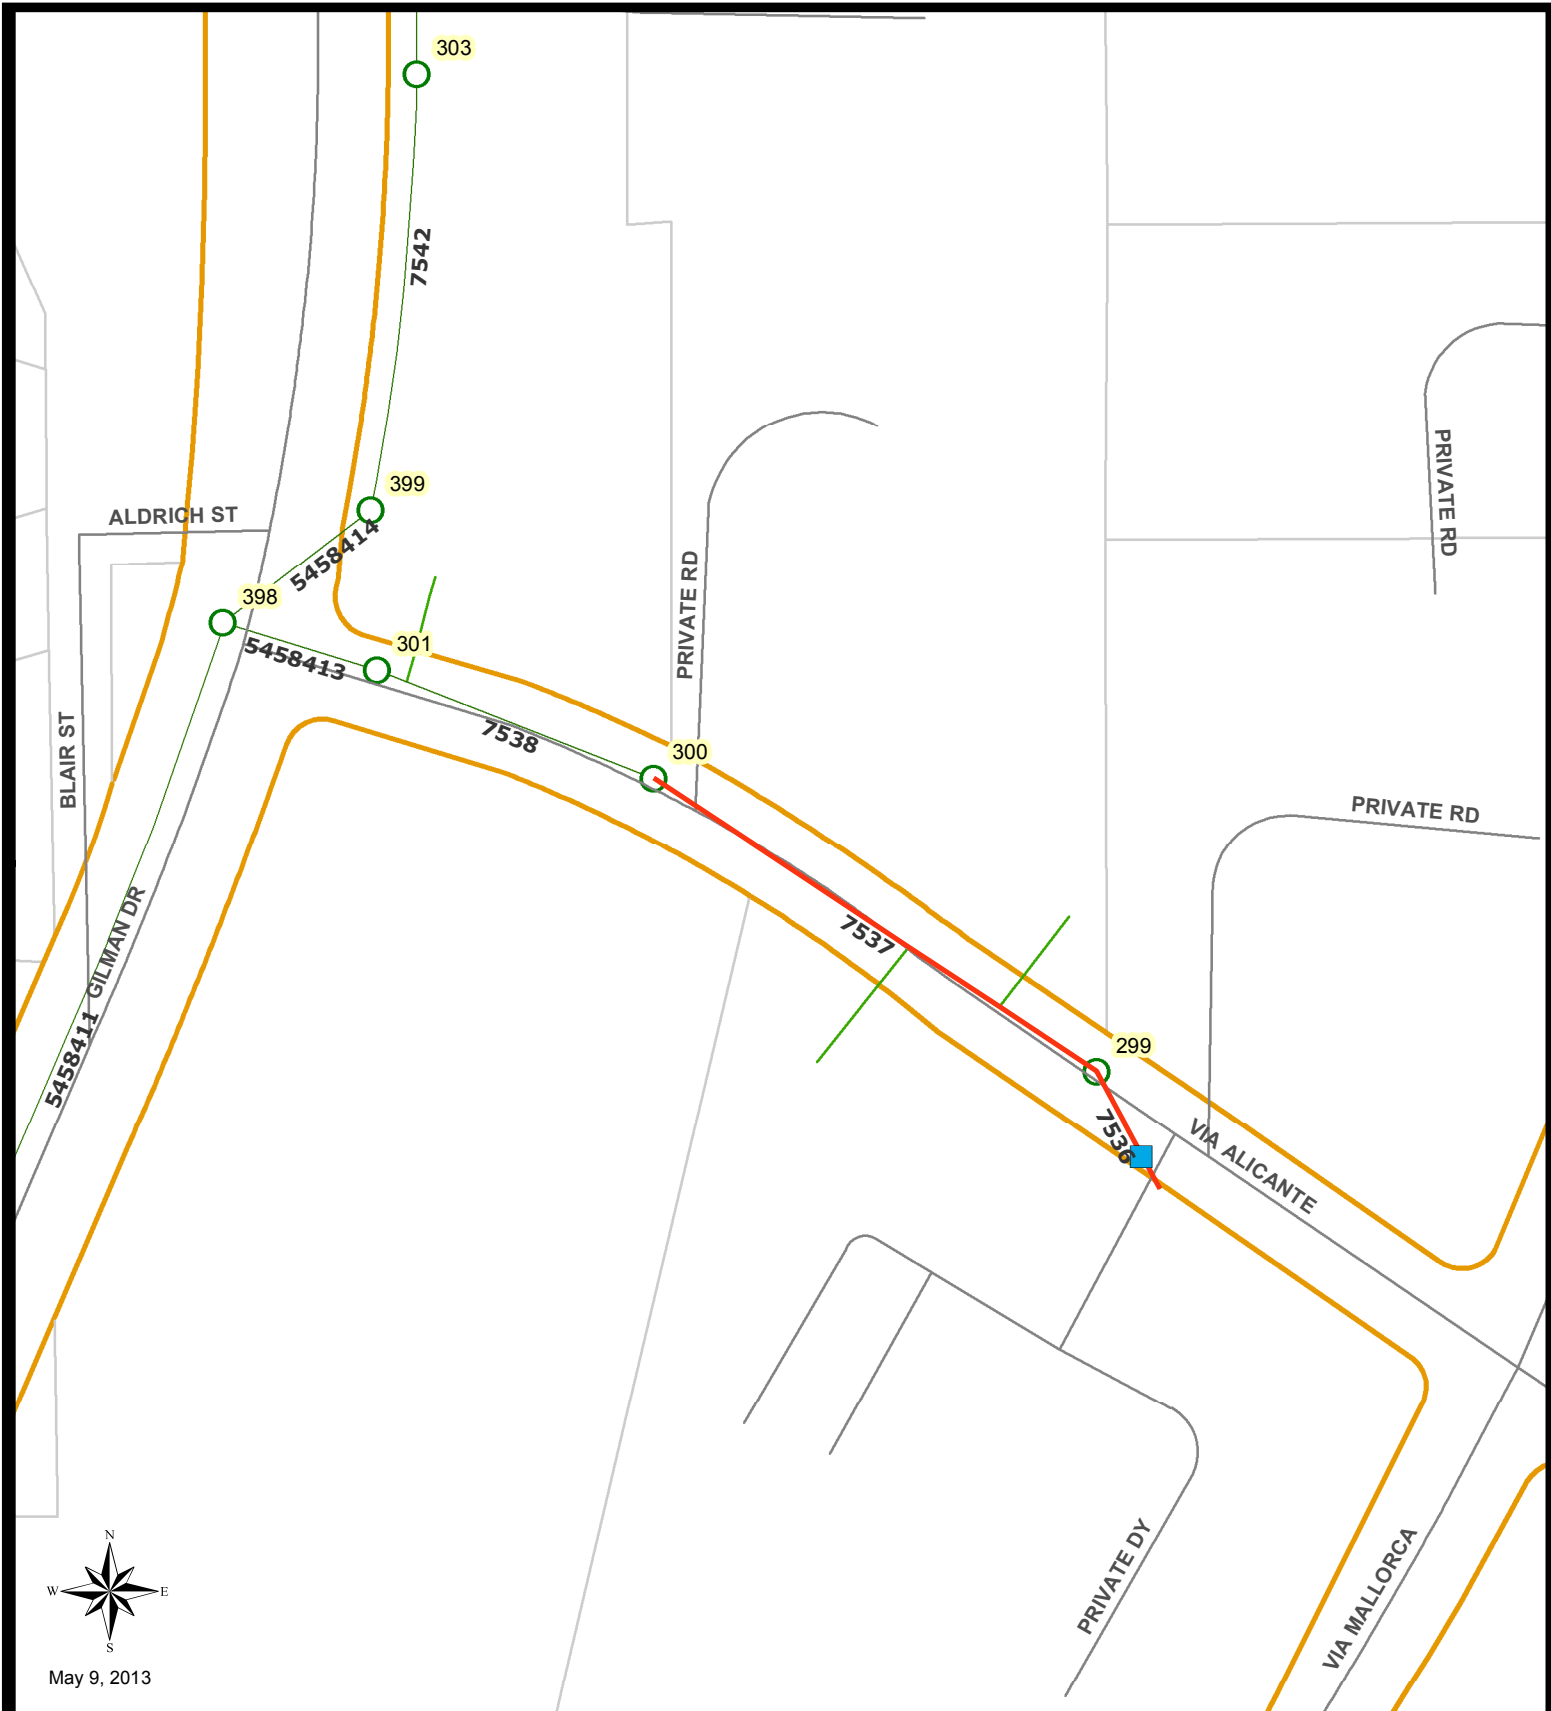 303
7542
399
ALDRICH ST
5458414
398
301
5458413
PRIVATE RD
PRIVATE RD
7538
300
BLAIR ST
PRIVATE RD
7537
GILMAN DR
5458411
299
7536
VIA ALICANTE
PRIVATE DY
VIA MALLORCA
N
W
E
S
May 9, 2013